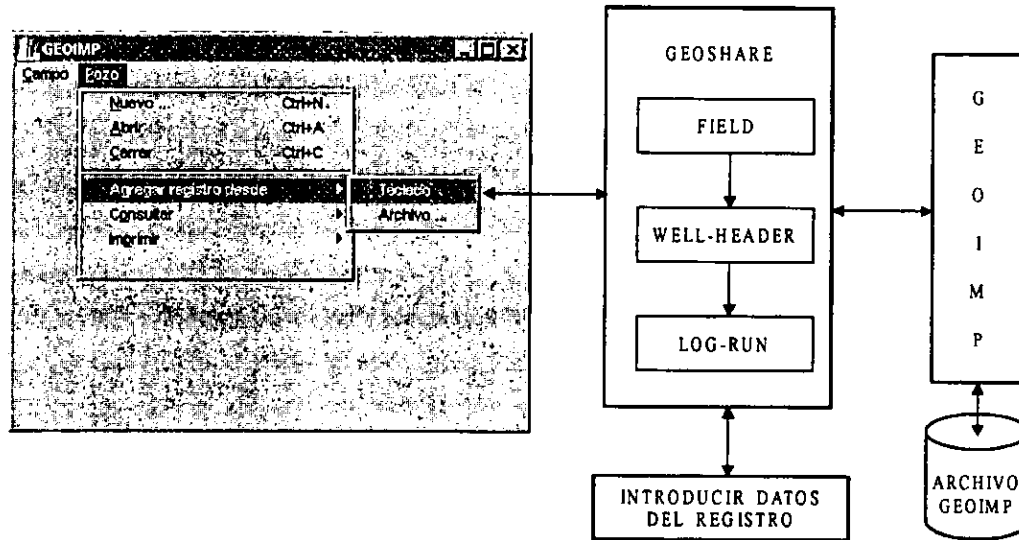 GEOIMP
Campo Pozo
Nuevo ... Ctrl+N
Abrir Ctrl+A
Cerrar Ctrl+C
Agregar registro desde
Consultar
Imprimir
Teclado
Archivo ...
GEOSHARE
FIELD
WELL-HEADER
LOG-RUN
INTRODUCIR DATOS
DEL REGISTRO
G
E
O
I
M
P
ARCHIVO
GEOIMP